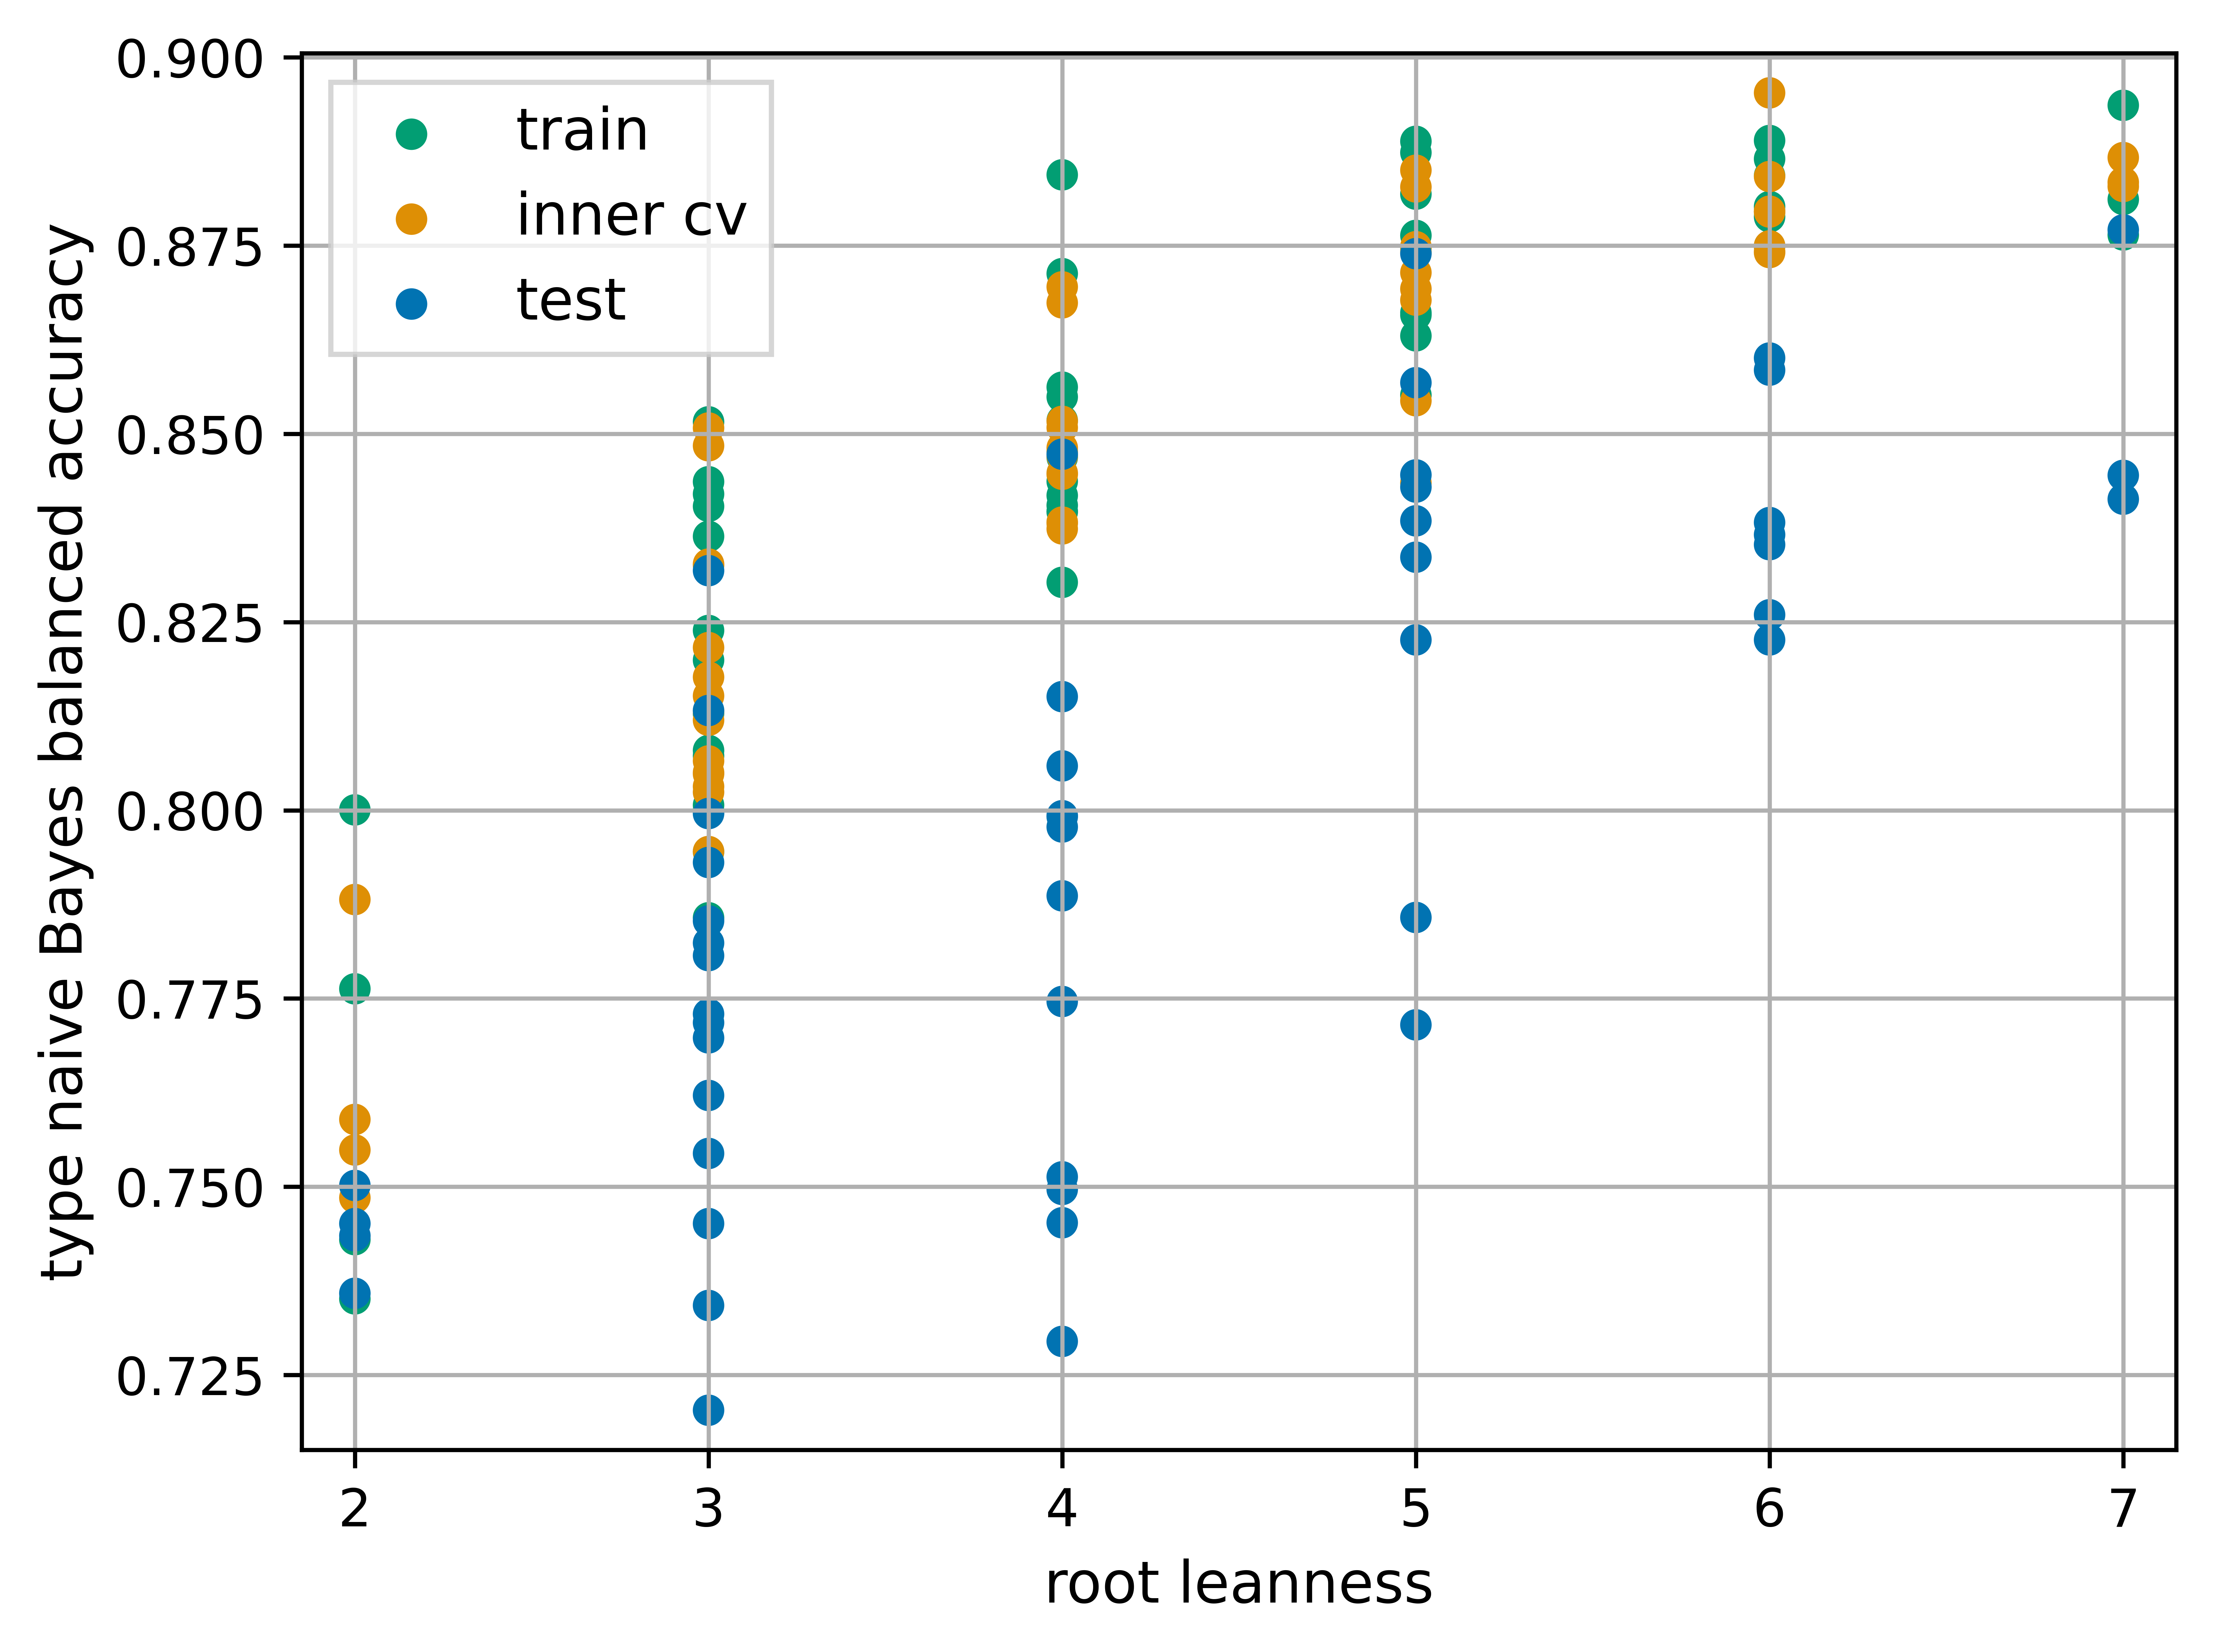 type naive Bayes balanced accuracy
0.900
0.875
0.850
0.825
0.800
0.775
0.750
0.725
train
inner cv
test
2 3 4 5 6 7
root leanness